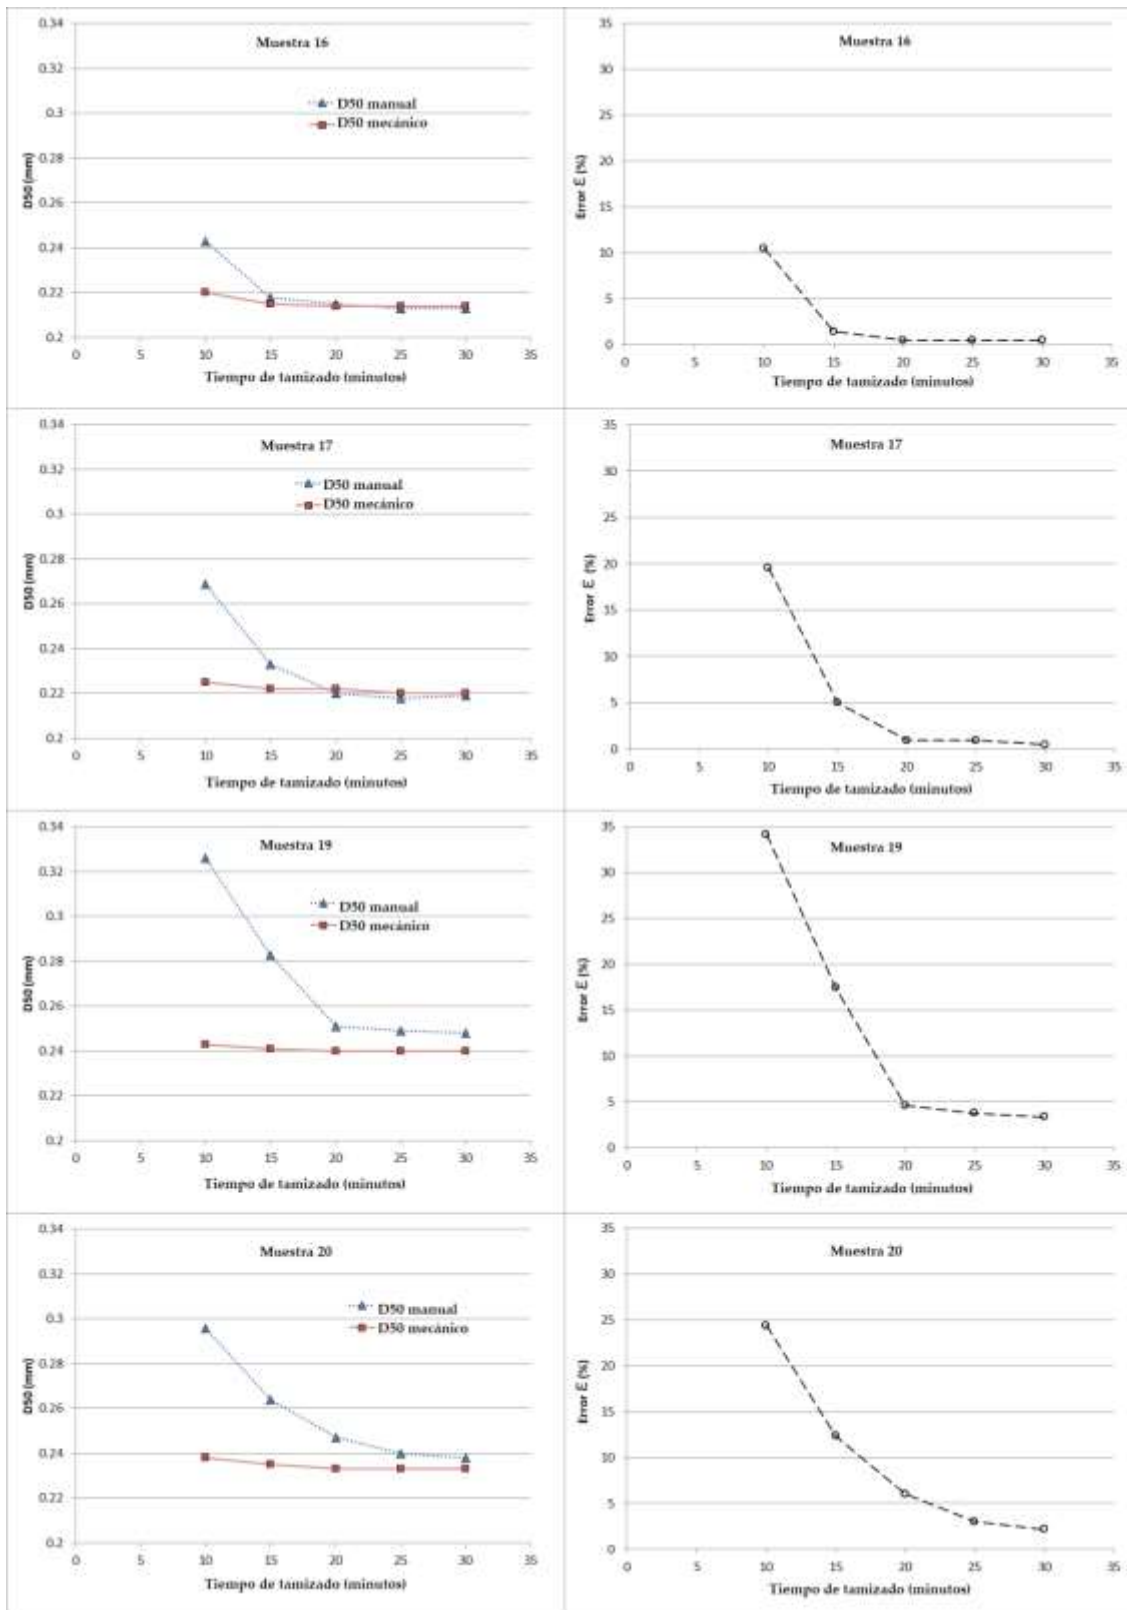 Muestra 16
D50 manual
D50 mecánico
D50 (mm)
0.34
0.32
0.3
0.28
0.26
0.24
0.22
0.2
0 5 10 15 20 25 30 35
Tiempo de tamizado (minutos)
Muestra 16
Error Ɛ (%)
35
30
25
20
15
10
5
0
0 5 10 15 20 25 30 35
Tiempo de tamizado (minutos)
Muestra 17
D50 manual
D50 mecánico
D50 (mm)
0.34
0.32
0.3
0.28
0.26
0.24
0.22
0.2
0 5 10 15 20 25 30 35
Tiempo de tamizado (minutos)
Muestra 17
Error Ɛ (%)
35
30
25
20
15
10
5
0
0 5 10 15 20 25 30 35
Tiempo de tamizado (minutos)
Muestra 19
D50 manual
D50 mecánico
D50 (mm)
0.34
0.32
0.3
0.28
0.26
0.24
0.22
0.2
0 5 10 15 20 25 30 35
Tiempo de tamizado (minutos)
Muestra 19
Error Ɛ (%)
35
30
25
20
15
10
5
0
0 5 10 15 20 25 30 35
Tiempo de tamizado (minutos)
Muestra 20
D50 manual
D50 mecánico
D50 (mm)
0.34
0.32
0.3
0.28
0.26
0.24
0.22
0.2
0 5 10 15 20 25 30 35
Tiempo de tamizado (minutos)
Muestra 20
Error Ɛ (%)
35
30
25
20
15
10
5
0
0 5 10 15 20 25 30 35
Tiempo de tamizado (minutos)